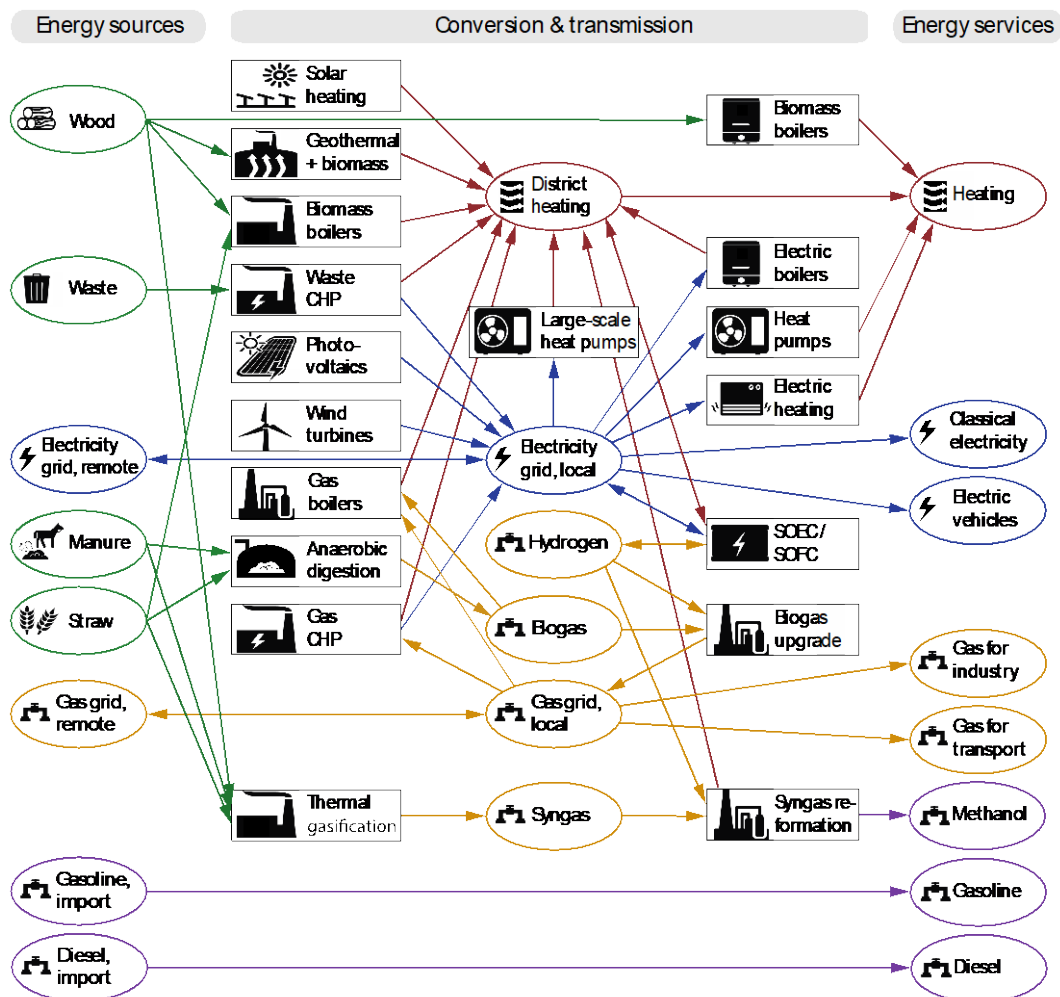 Energy sources
Conversion & transmission
Energy services
Wood
Waste
Electricity
grid, remote
Manure
Straw
Gas grid,
remote
Gasoline,
import
Diesel,
import
Solar
heating
Geothermal
+ biomass
Biomass
boilers
Waste
CHP
Photo-
voltaics
Wind
turbines
Gas
boilers
Anaerobic
digestion
Gas
CHP
Thermal
gasification
District
heating
Large-scale
heat pumps
Electricity
grid, local
Hydrogen
Biogas
Gas grid,
local
Syngas
Biomass
boilers
Electric
boilers
Heat
pumps
Electric
heating
SOEC/
SOFC
Biogas
upgrade
Syngas re-
formation
Heating
Classical
electricity
Electric
vehicles
Gas for
industry
Gas for
transport
Methanol
Gasoline
Diesel